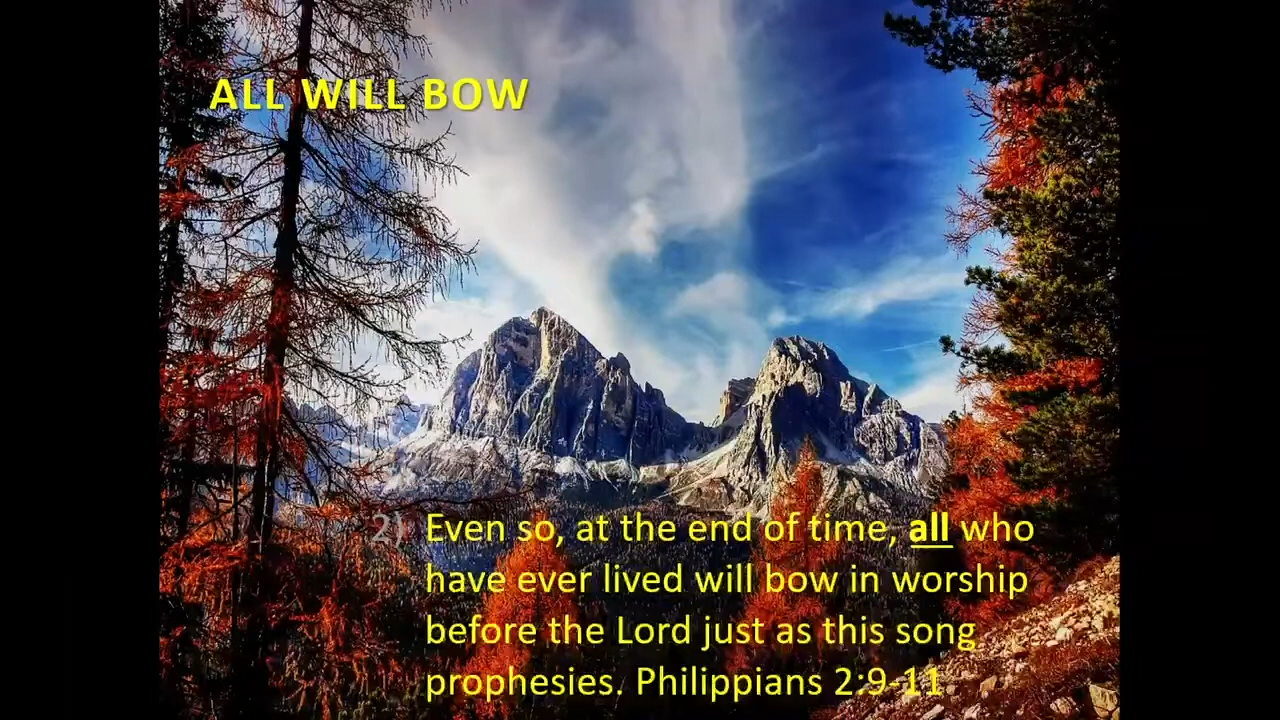 ALL WILL BOW
2) Even so, at the end of time, all who
have ever lived will bow in worship
before the Lord just as this song
prophesies. Philippians 2:9-11